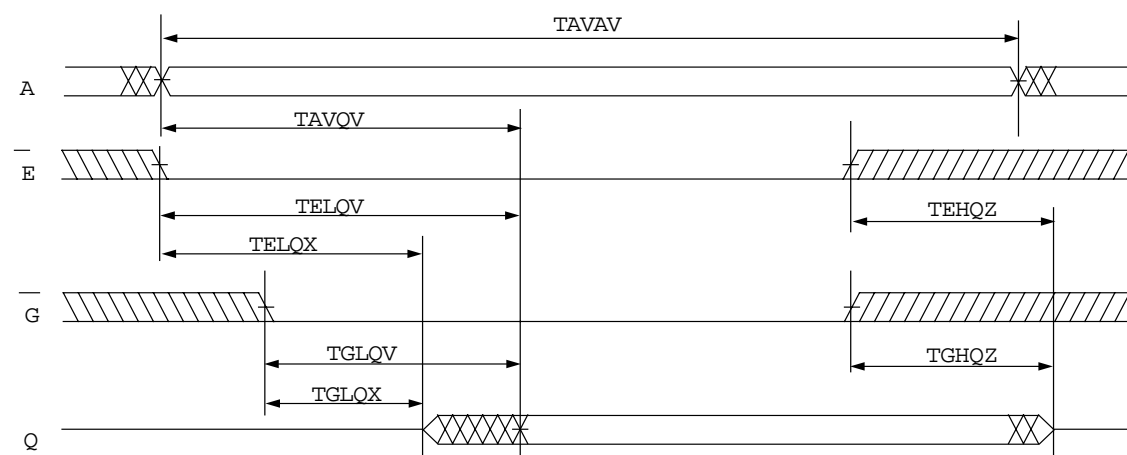 TAVAV
A
TAVQV
E̅
TELQV
TEHQZ
TELQX
G̅
TGLQV
TGHQZ
TGLQX
Q